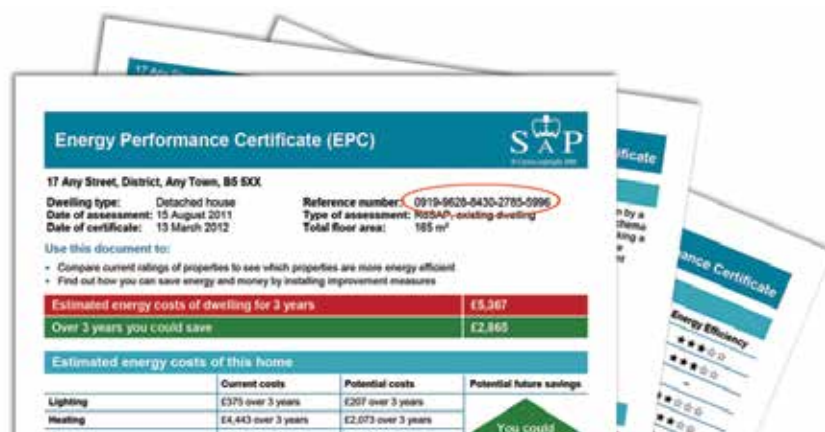 Energy Performance Certificate (EPC)
SAP
17 Any Street, District, Any Town, B5 5XX
Dwelling type: Detached house
Reference number: 0919-9628-8430-2785-5996
Date of assessment: 15 August 2011
Type of assessment: RdSAP, existing dwelling
Date of certificate: 13 March 2012
Total floor area: 165 m²
Use this document to:
• Compare current ratings of properties to see which properties are more energy efficient
• Find out how you can save energy and money by installing improvement measures
Estimated energy costs of dwelling for 3 years £5,367
Over 3 years you could save £2,865
Estimated energy costs of this home
Current costs Potential costs Potential future savings
Lighting £375 over 3 years £207 over 3 years
Heating £4,443 over 3 years £2,073 over 3 years
You could
17 Any
ificate
n by a
king a
ance Certificate
Energy Efficiency